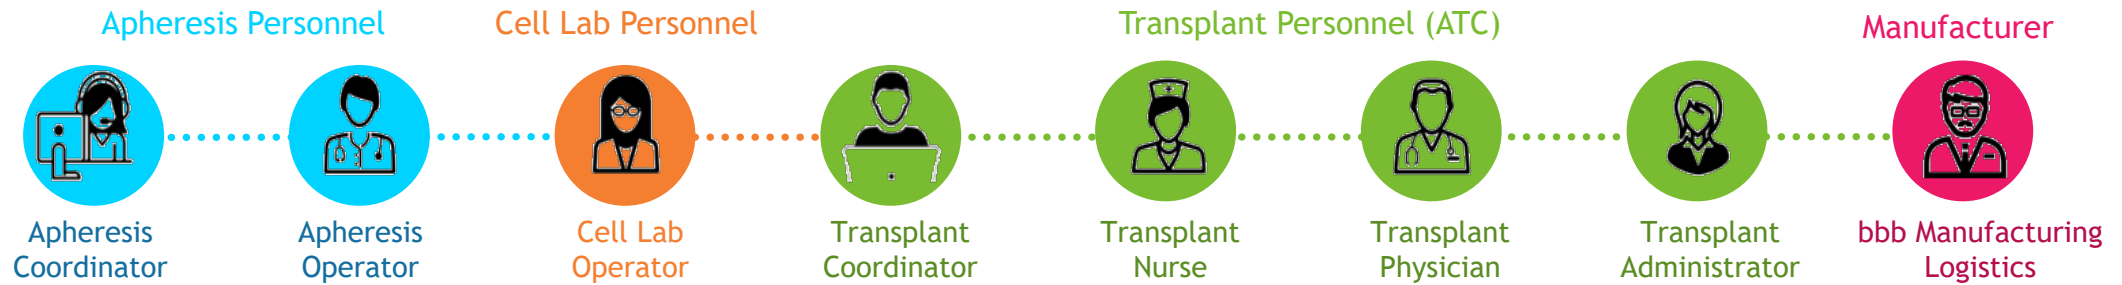 Apheresis Personnel
Cell Lab Personnel
Transplant Personnel (ATC)
Manufacturer
Apheresis
Coordinator
Apheresis
Operator
Cell Lab
Operator
Transplant
Coordinator
Transplant
Nurse
Transplant
Physician
Transplant
Administrator
bbb Manufacturing
Logistics